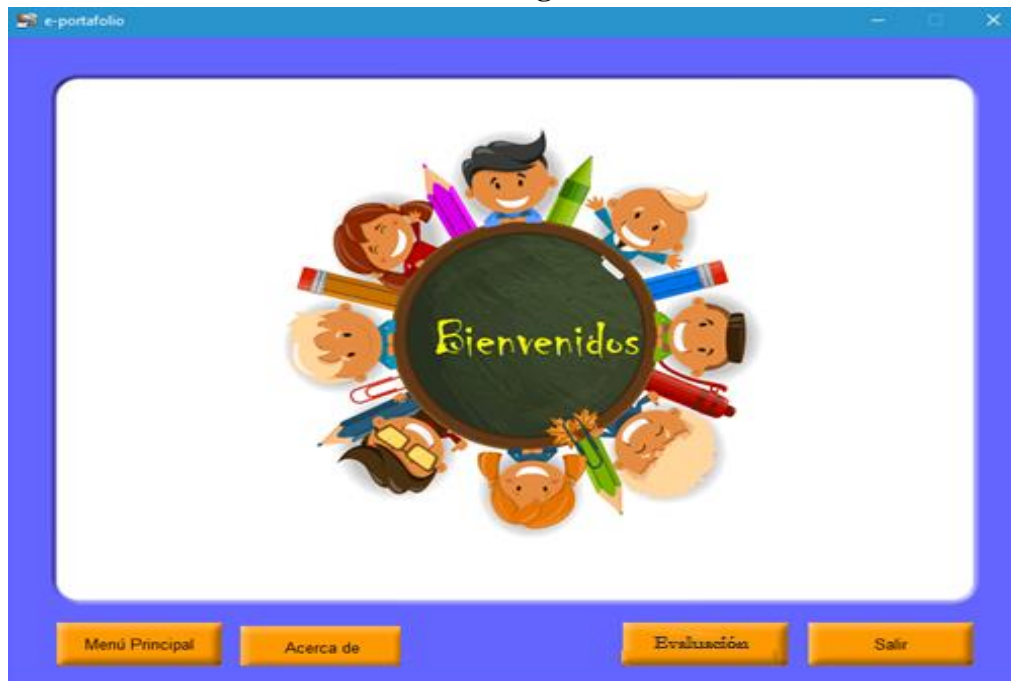 e-portafolio
Bienvenidos
Menú Principal
Acerca de
Evaluación
Salir